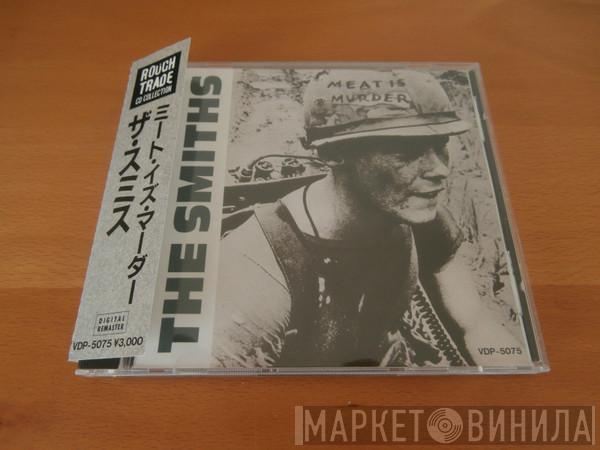 ROUGH
TRADE
CD COLLECTION
ミート・イズ・マーダー
ザ・スミス
DIGITAL
REMASTER
VDP-5075 ¥3,000
THE SMITHS
MEAT IS
MURDER
VDP-5075
МАРКЕТ ВИНИЛА